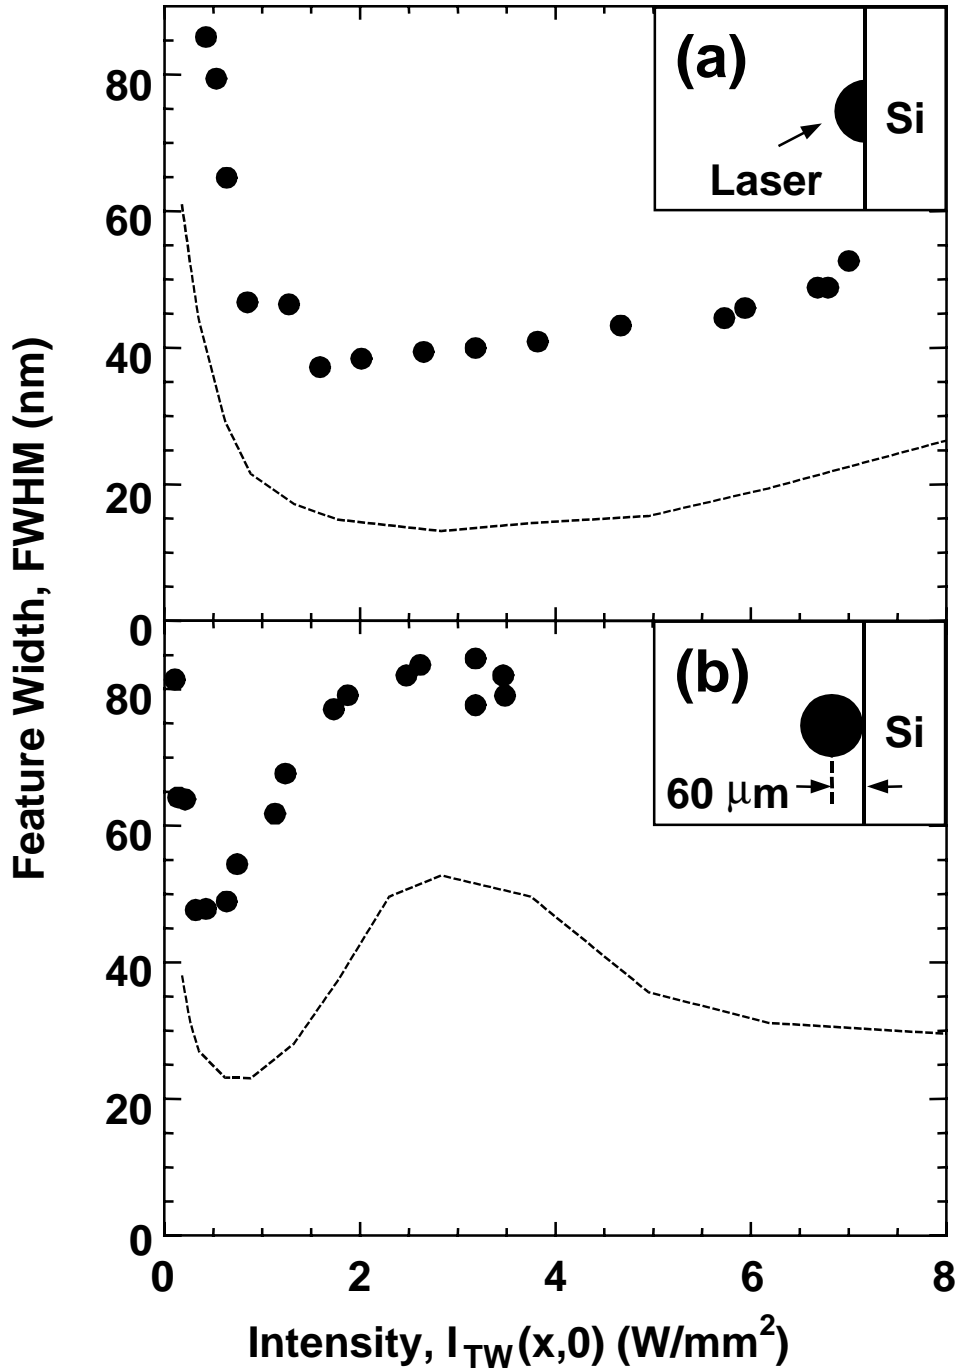 Feature Width, FWHM (nm)
(a)
Si
Laser
80
60
40
20
0
(b)
Si
60 μm
80
60
40
20
0
0 2 4 6 8
Intensity, I_TW(x,0) (W/mm²)